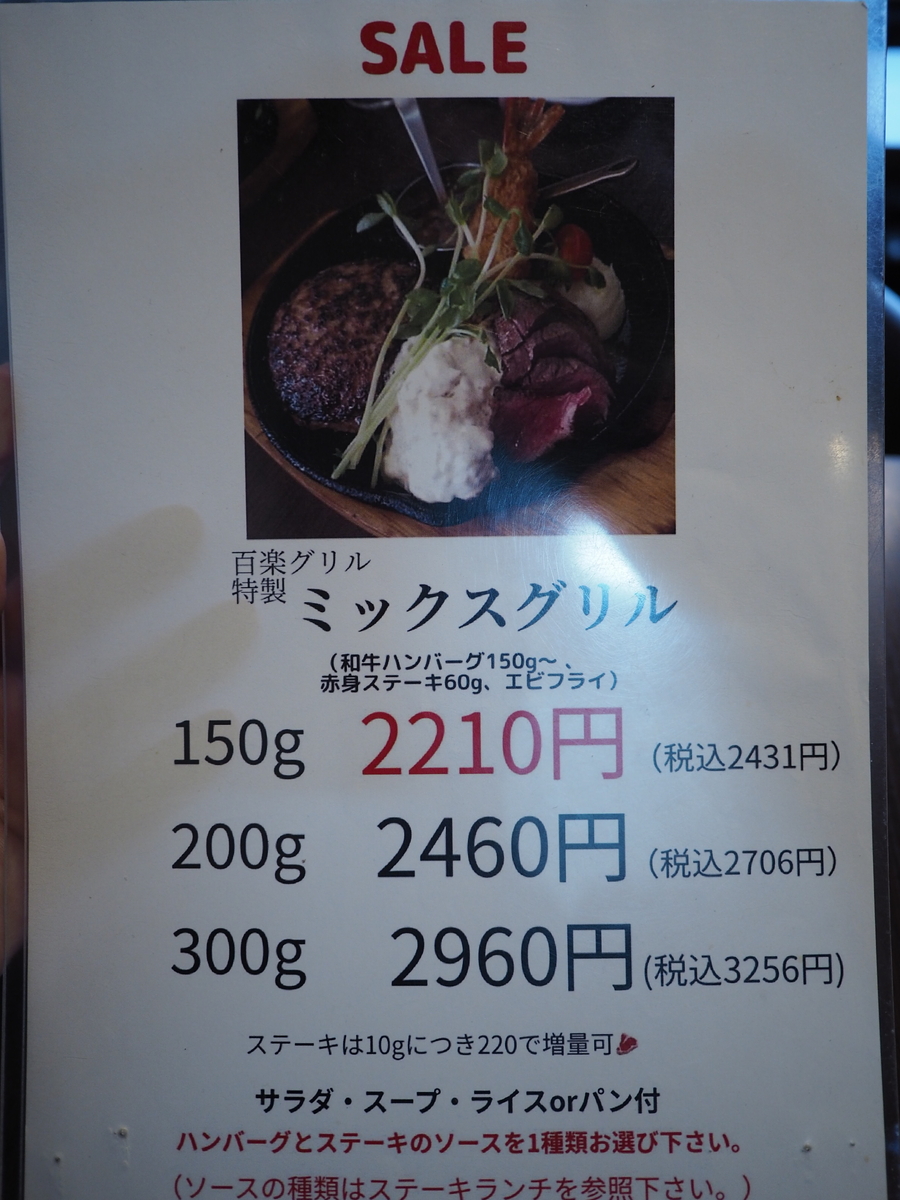 SALE
百楽グリル
特製 ミックスグリル
（和牛ハンバーグ150g〜、
赤身ステーキ60g、エビフライ）
150g 2210円 （税込2431円）
200g 2460円 （税込2706円）
300g 2960円 (税込3256円)
ステーキは10gにつき220で増量可🥩
サラダ・スープ・ライスorパン付
ハンバーグとステーキのソースを1種類お選び下さい。
（ソースの種類はステーキランチを参照下さい。）